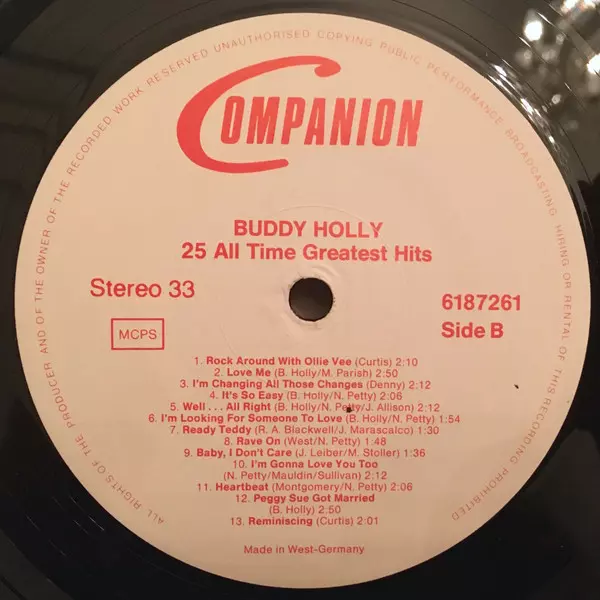 COMPANION
BUDDY HOLLY
25 All Time Greatest Hits
Stereo 33
6187261
MCPS
Side B
1. Rock Around With Ollie Vee (Curtis) 2:10
2. Love Me (B. Holly/M. Parish) 2:50
3. I'm Changing All Those Changes (Denny) 2:12
4. It's So Easy (B. Holly/N. Petty) 2:06
5. Well . . . All Right (B. Holly/N. Petty/J. Allison) 2:12
6. I'm Looking For Someone To Love (B. Holly/N. Petty) 1:54
7. Ready Teddy (R. A. Blackwell/J. Marascalco) 1:30
8. Rave On (West/N. Petty) 1:48
9. Baby, I Don't Care (J. Leiber/M. Stoller) 1:36
10. I'm Gonna Love You Too
(N. Petty/Mauldin/Sullivan) 2:12
11. Heartbeat (Montgomery/N. Petty) 2:06
12. Peggy Sue Got Married
(B. Holly) 2:50
13. Reminiscing (Curtis) 2:01
Made in West-Germany
ALL RIGHTS OF THE PRODUCER AND OF THE OWNER OF THE RECORDED WORK RESERVED UNAUTHORISED COPYING PUBLIC PERFORMANCE BROADCASTING HIRING OR RENTAL OF THIS RECORDING PROHIBITED